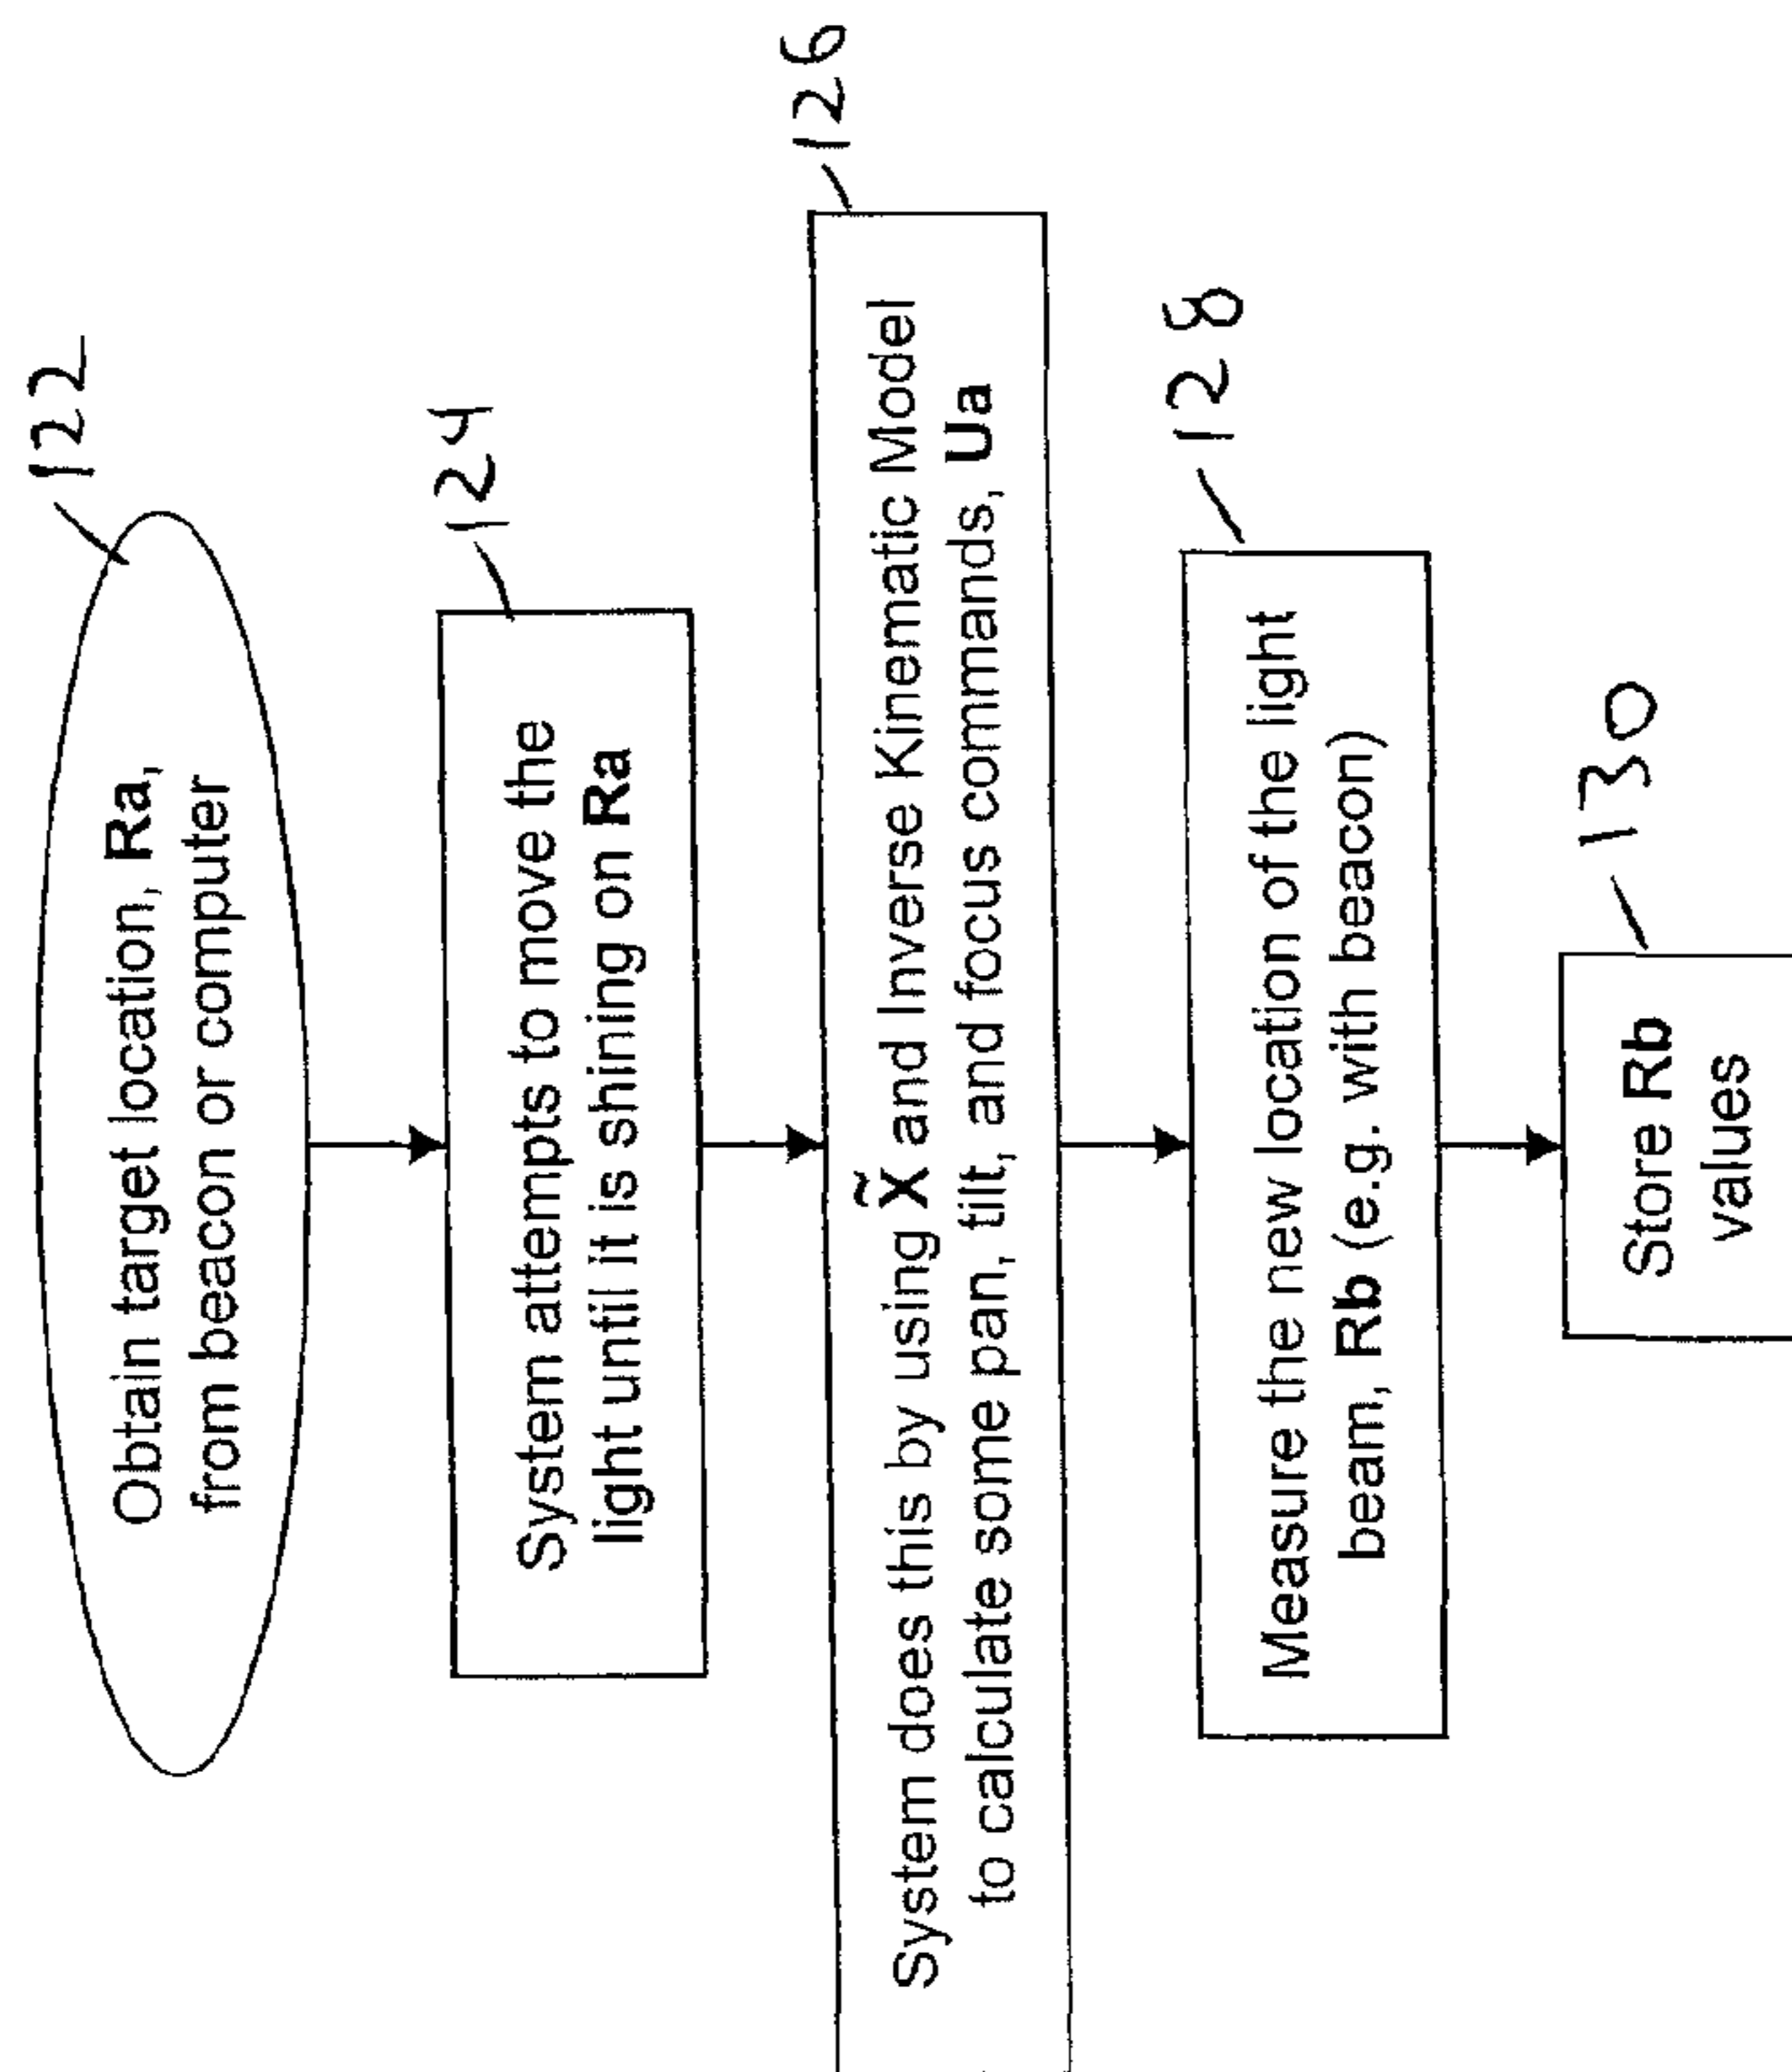 122
Obtain target location, Ra,
from beacon or computer
124
System attempts to move the
light until it is shining on Ra
126
System does this by using X̃ and Inverse Kinematic Model
to calculate some pan, tilt, and focus commands, Ua
128
Measure the new location of the light
beam, Rb (e.g. with beacon)
130
Store Rb
values